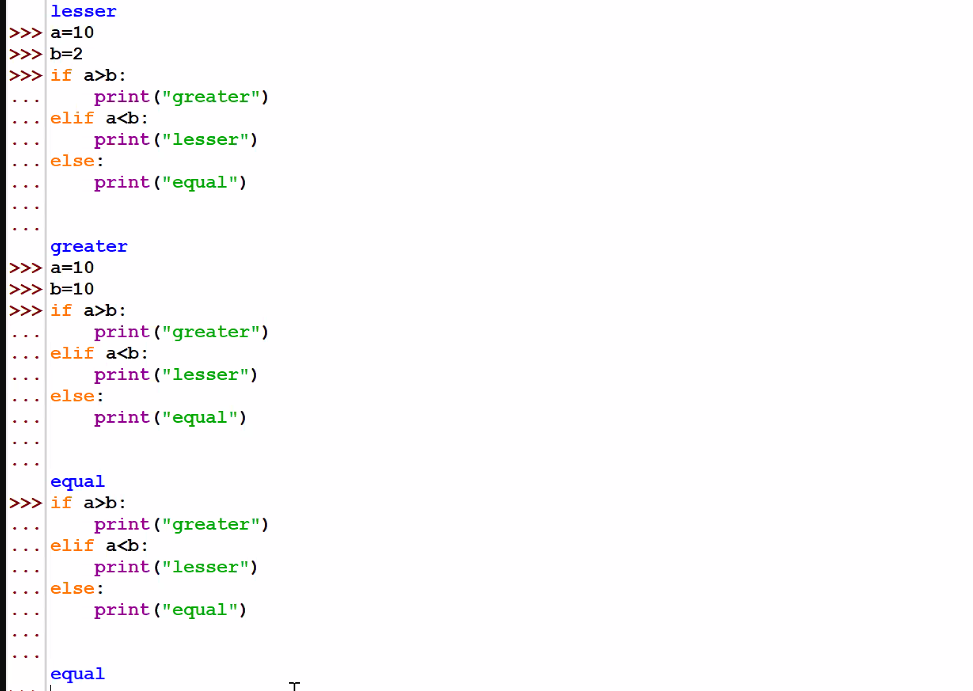 lesser
>>> a=10
>>> b=2
>>> if a>b:
...     print("greater")
... elif a<b:
...     print("lesser")
... else:
...     print("equal")
...
...
greater
>>> a=10
>>> b=10
>>> if a>b:
...     print("greater")
... elif a<b:
...     print("lesser")
... else:
...     print("equal")
...
...
equal
>>> if a>b:
...     print("greater")
... elif a<b:
...     print("lesser")
... else:
...     print("equal")
...
...
equal